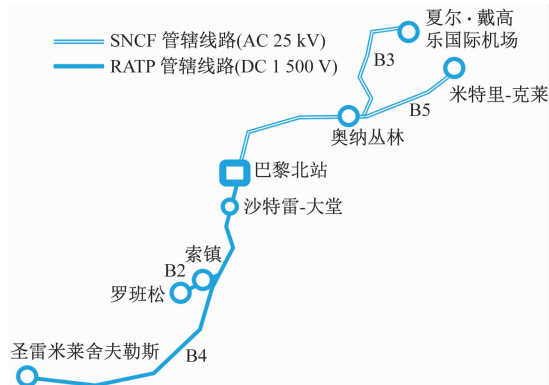 SNCF 管辖线路(AC 25 kV)
RATP 管辖线路(DC 1 500 V)
夏尔·戴高
乐国际机场
B3
米特里-克莱
B5
奥纳丛林
巴黎北站
沙特雷-大堂
索镇
B2
罗班松
圣雷米莱舍夫勒斯
B4